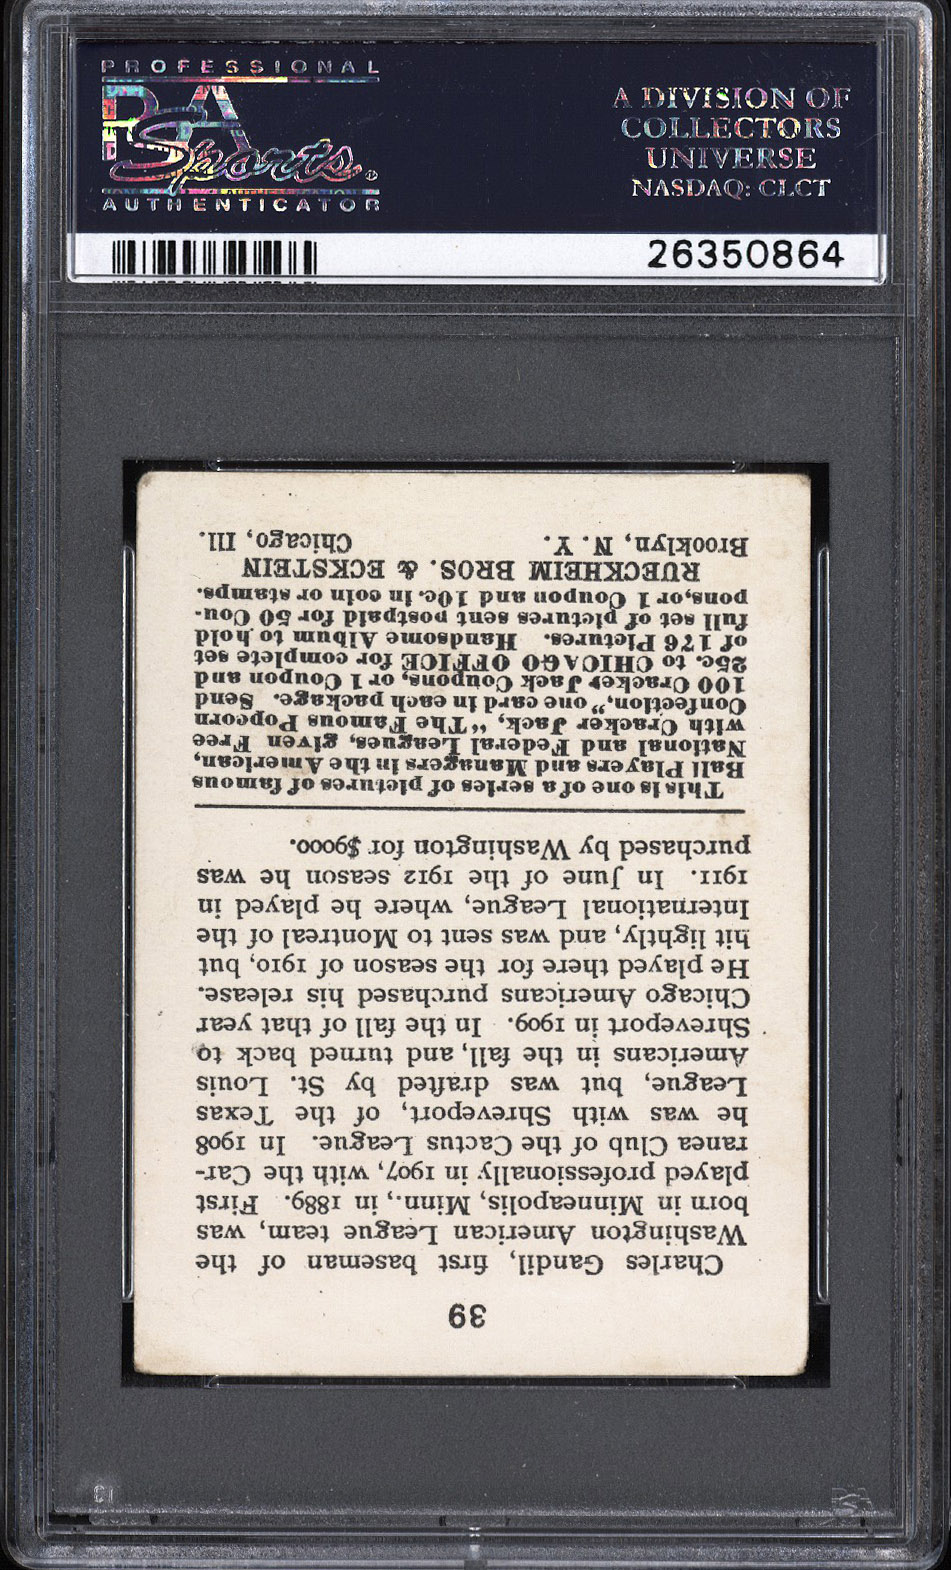 PROFESSIONAL
PSA
Sports
AUTHENTICATOR
A DIVISION OF
COLLECTORS
UNIVERSE
NASDAQ: CLCT
26350864
39
Charles Gandil, first baseman of the
Washington American League team, was
born in Minneapolis, Minn., in 1889. First
played professionally in 1907, with the Car-
ranea Club of the Cactus League. In 1908
he was with Shreveport, of the Texas
League, but was drafted by St. Louis
Americans in the fall, and turned back to
Shreveport in 1909. In the fall of that year
Chicago Americans purchased his release.
He played there for the season of 1910, but
hit lightly, and was sent to Montreal of the
International League, where he played in
1911. In June of the 1912 season he was
purchased by Washington for $9000.
This is one of a series of pictures of famous
Ball Players and Managers in the American,
National and Federal Leagues, given Free
with Cracker Jack, "The Famous Popcorn
Confection," one card in each package. Send
100 Cracker Jack Coupons, or 1 Coupon and
25c. to CHICAGO OFFICE for complete set
of 176 Pictures. Handsome Album to hold
full set of pictures sent postpaid for 50 Cou-
pons, or 1 Coupon and 10c. in coin or stamps.
RUECKHEIM BROS. & ECKSTEIN
Brooklyn, N. Y. Chicago, Ill.